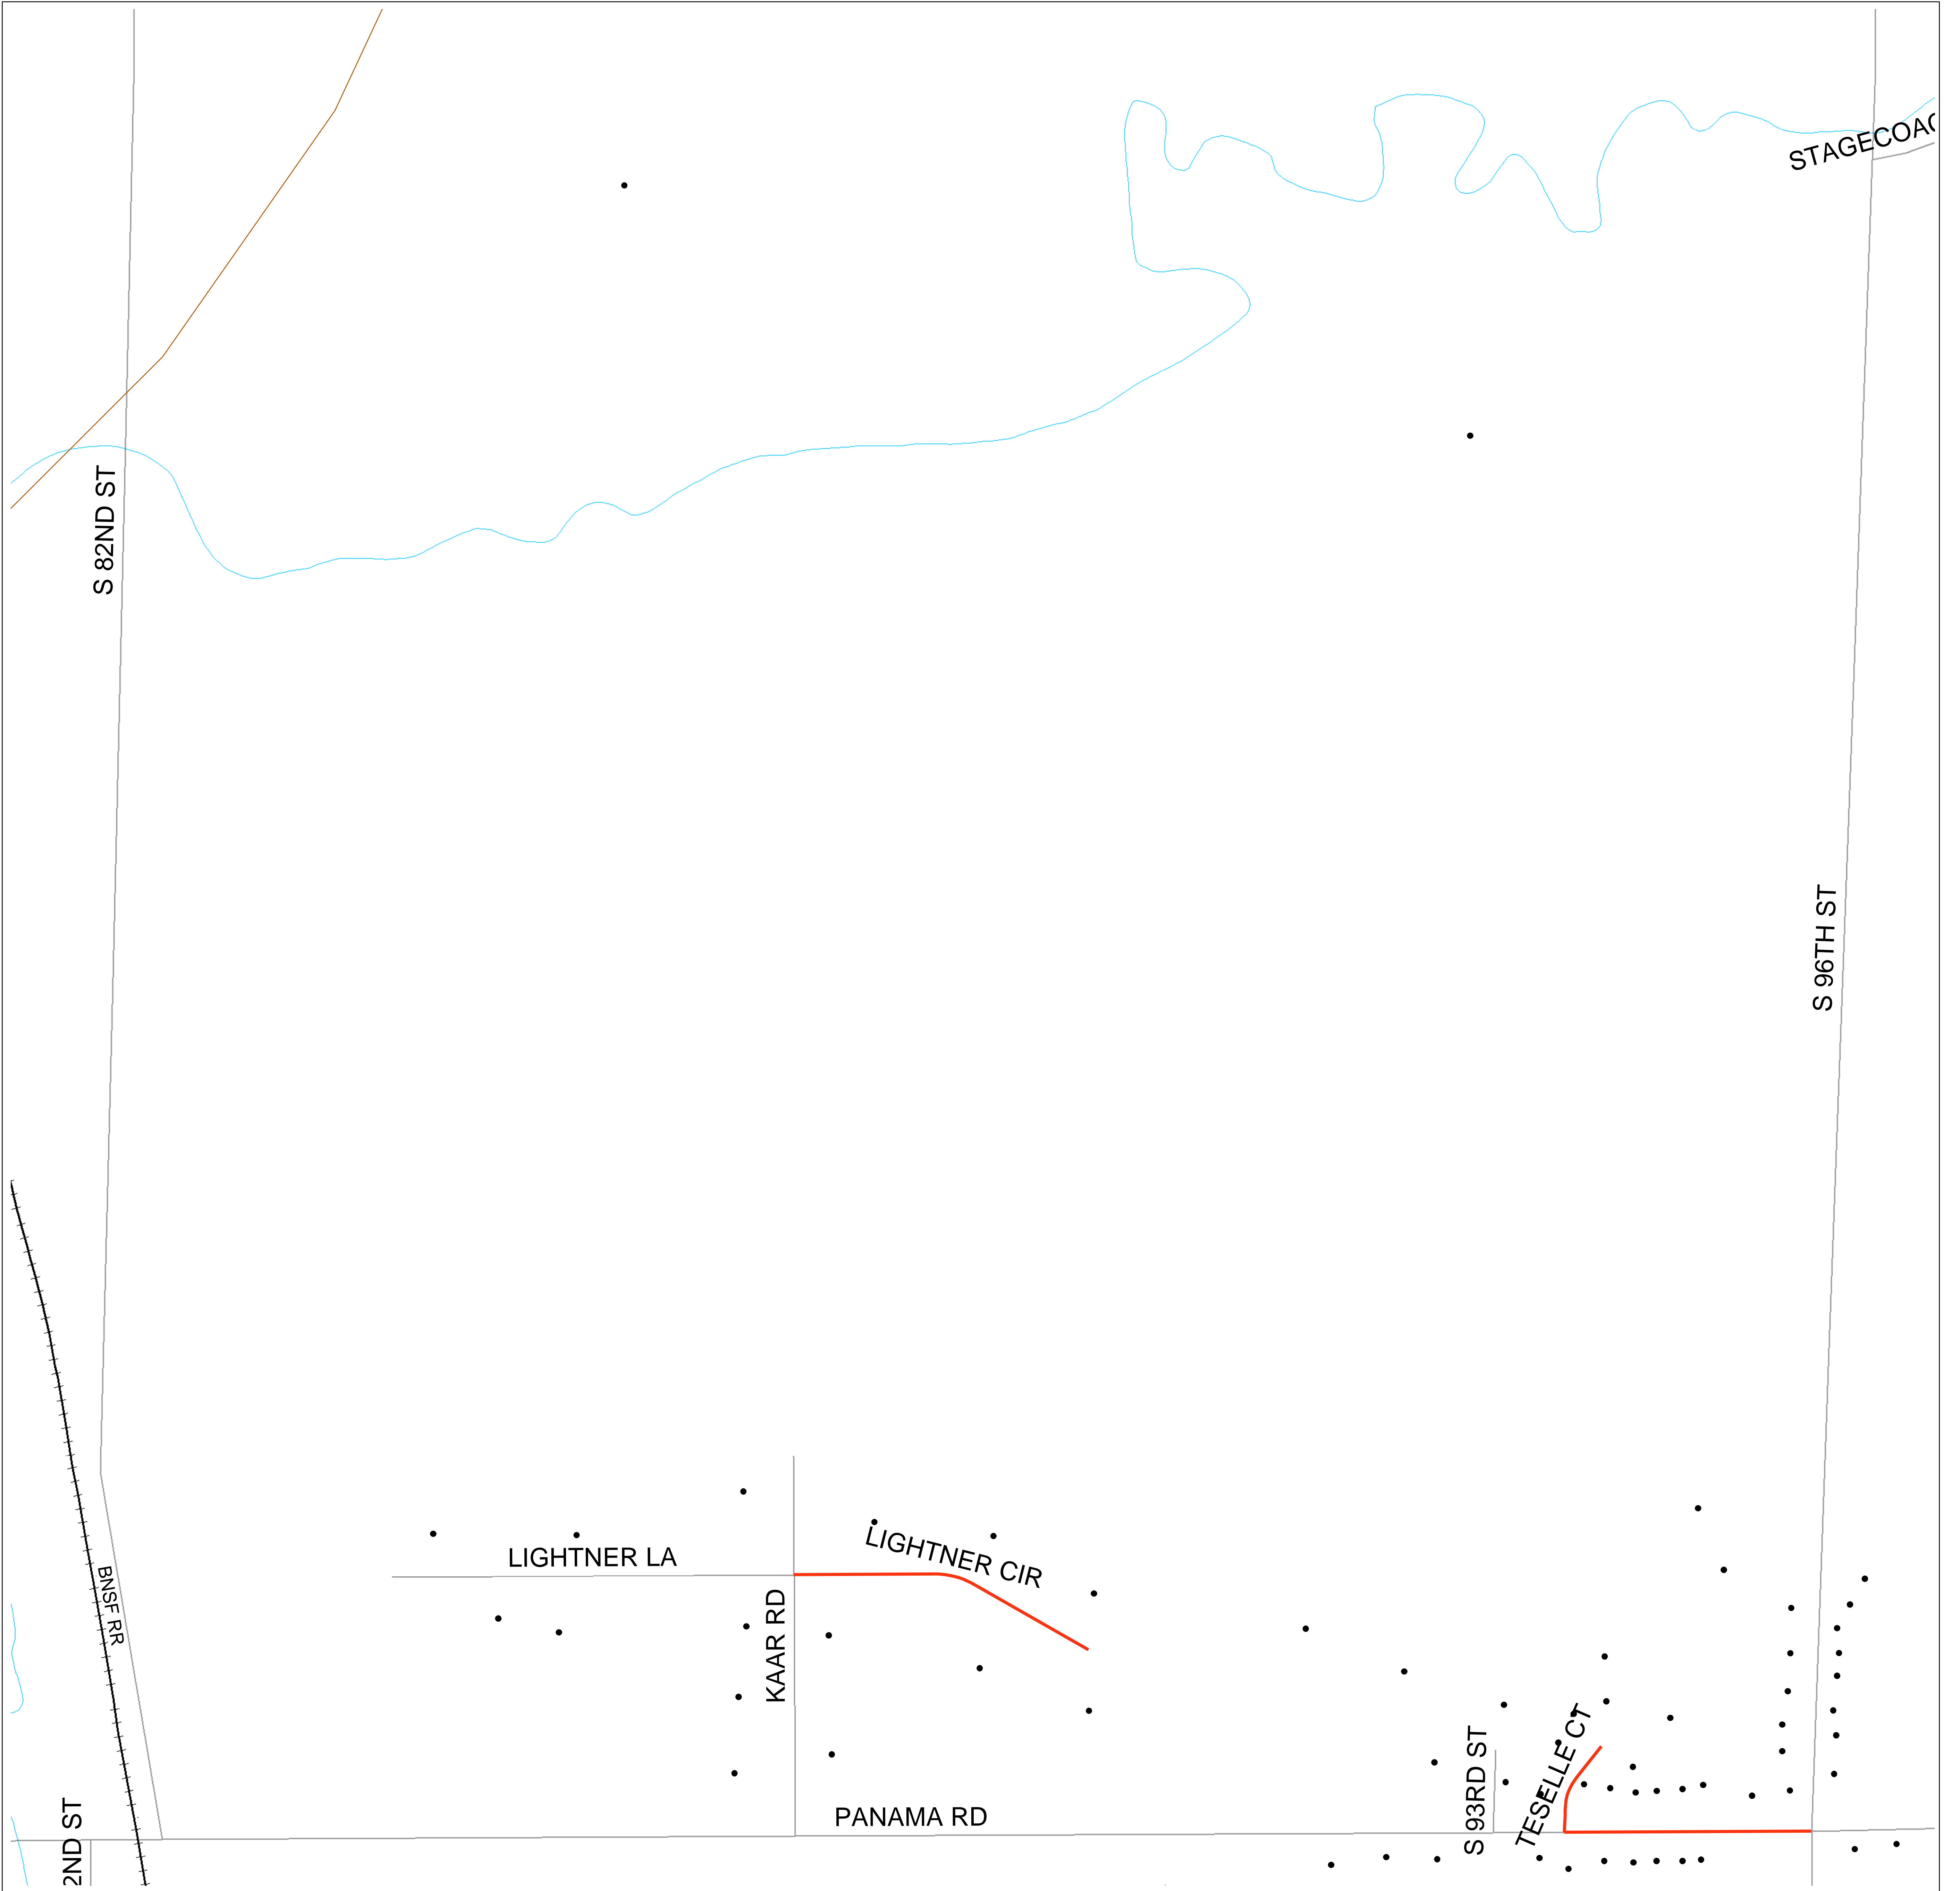 STAGECOAC
S 82ND ST
S 96TH ST
LIGHTNER CIR
LIGHTNER LA
BNSF RR
KAAR RD
TESELLE CT
S 93RD ST
PANAMA RD
2ND ST